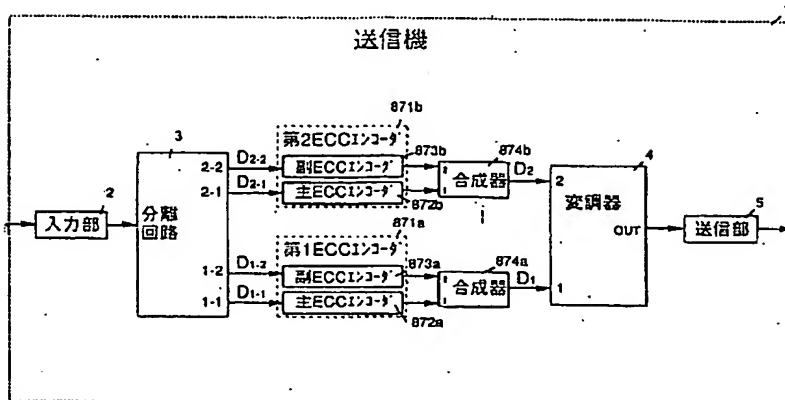 送信機
871b
第2ECCエンコーダ
3
873b
874b
4
2-2
D2-2
副ECCエンコーダ
2
合成器
D2
2
2-1
D2-1
主ECCエンコーダ
1
872b
2
入力部
分離
回路
変調器
OUT
5
送信部
871a
第1ECCエンコーダ
873a
874a
1-2
D1-2
副ECCエンコーダ
2
合成器
D1
1
1-1
D1-1
主ECCエンコーダ
1
872a